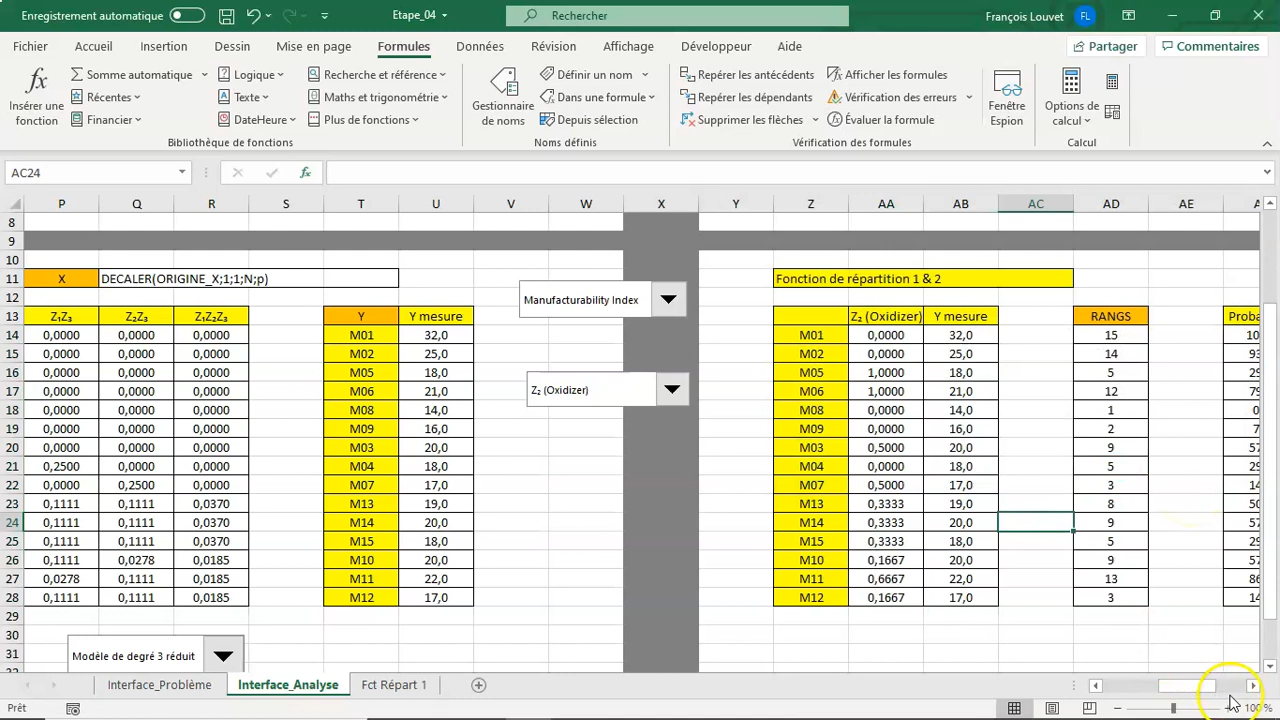 Enregistrement automatique Etape_04 Rechercher François Louvet FL
Fichier Accueil Insertion Dessin Mise en page Formules Données Révision Affichage Développeur Aide Partager Commentaires
Insérer une fonction
Somme automatique
Récentes
Financier
Logique
Texte
DateHeure
Recherche et référence
Maths et trigonométrie
Plus de fonctions
Bibliothèque de fonctions
Gestionnaire de noms
Définir un nom
Dans une formule
Depuis sélection
Noms définis
Repérer les antécédents
Repérer les dépendants
Supprimer les flèches
Afficher les formules
Vérification des erreurs
Évaluer la formule
Vérification des formules
Fenêtre Espion
Options de calcul
Calcul
AC24 fx
P Q R S T U V W X Y Z AA AB AC AD AE
8
9
10
11 X DECALER(ORIGINE_X;1;1;N;p) Fonction de répartition 1 & 2
Manufacturability Index
12
13 Z₁Z₃ Z₂Z₃ Z₁Z₂Z₃ Y Y mesure Z₂ (Oxidizer) Y mesure RANGS Proba
14 0,0000 0,0000 0,0000 M01 32,0 M01 0,0000 32,0 15 10
15 0,0000 0,0000 0,0000 M02 25,0 M02 0,0000 25,0 14 93
16 0,0000 0,0000 0,0000 M05 18,0 M05 1,0000 18,0 5 29
17 0,0000 0,0000 0,0000 M06 21,0 Z₂ (Oxidizer) M06 1,0000 21,0 12 79
18 0,0000 0,0000 0,0000 M08 14,0 M08 0,0000 14,0 1 0
19 0,0000 0,0000 0,0000 M09 16,0 M09 0,0000 16,0 2 7
20 0,0000 0,0000 0,0000 M03 20,0 M03 0,5000 20,0 9 57
21 0,2500 0,0000 0,0000 M04 18,0 M04 0,0000 18,0 5 29
22 0,0000 0,2500 0,0000 M07 17,0 M07 0,5000 17,0 3 14
23 0,1111 0,1111 0,0370 M13 19,0 M13 0,3333 19,0 8 50
24 0,1111 0,1111 0,0370 M14 20,0 M14 0,3333 20,0 9 57
25 0,1111 0,1111 0,0370 M15 18,0 M15 0,3333 18,0 5 29
26 0,1111 0,0278 0,0185 M10 20,0 M10 0,1667 20,0 9 57
27 0,0278 0,1111 0,0185 M11 22,0 M11 0,6667 22,0 13 86
28 0,1111 0,1111 0,0185 M12 17,0 M12 0,1667 17,0 3 14
29
30
31 Modèle de degré 3 réduit
Interface_Problème Interface_Analyse Fct Répart 1
Prêt 100 %